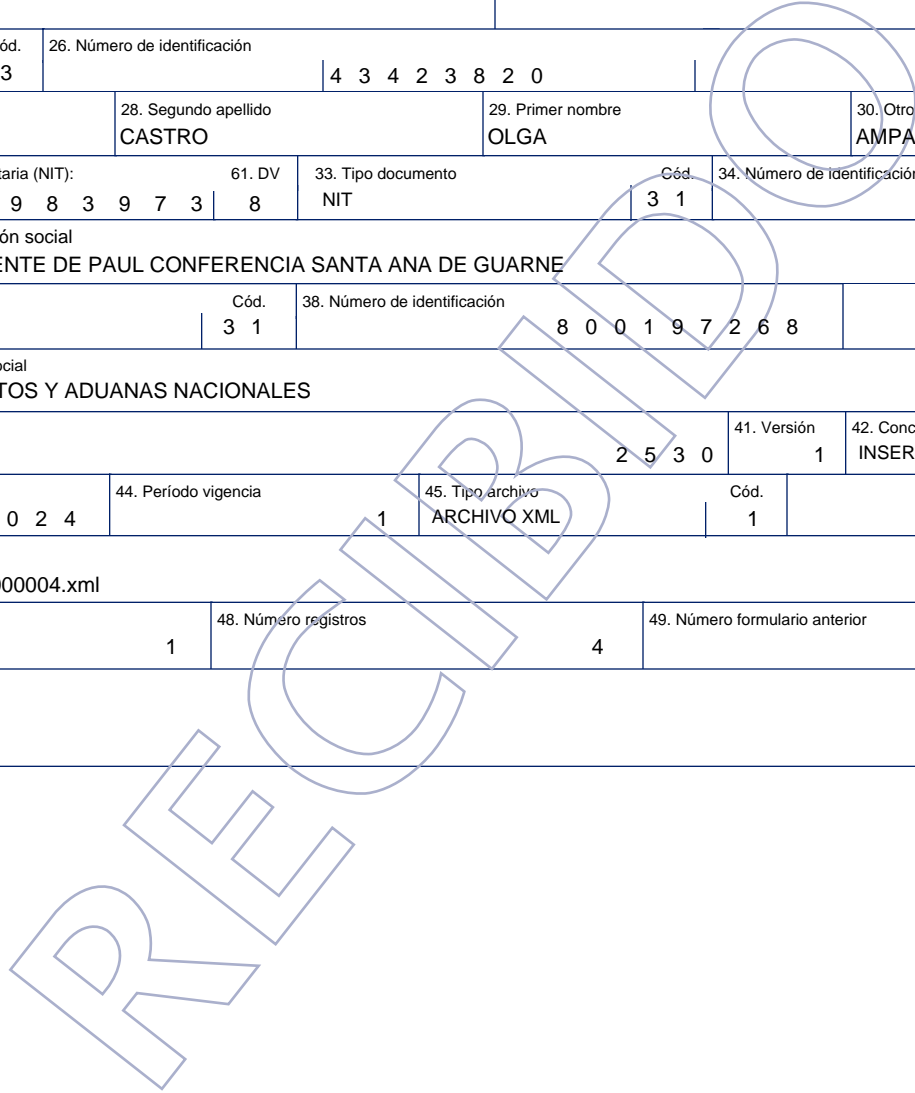 ód. 26. Número de identificación
3 4 3 4 2 3 8 2 0
28. Segundo apellido 29. Primer nombre 30. Otro
CASTRO OLGA AMPA
taria (NIT): 61. DV 33. Tipo documento Cód. 34. Número de identificación
9 8 3 9 7 3 8 NIT 3 1
ón social
ENTE DE PAUL CONFERENCIA SANTA ANA DE GUARNE
Cód. 38. Número de identificación
3 1 8 0 0 1 9 7 2 6 8
ocial
TOS Y ADUANAS NACIONALES
41. Versión 42. Conc
2 5 3 0 1 INSER
44. Período vigencia 45. Tipo archivo Cód.
0 2 4 1 ARCHIVO XML 1
000004.xml
48. Número registros 49. Número formulario anterior
1 4
RECIBIDO